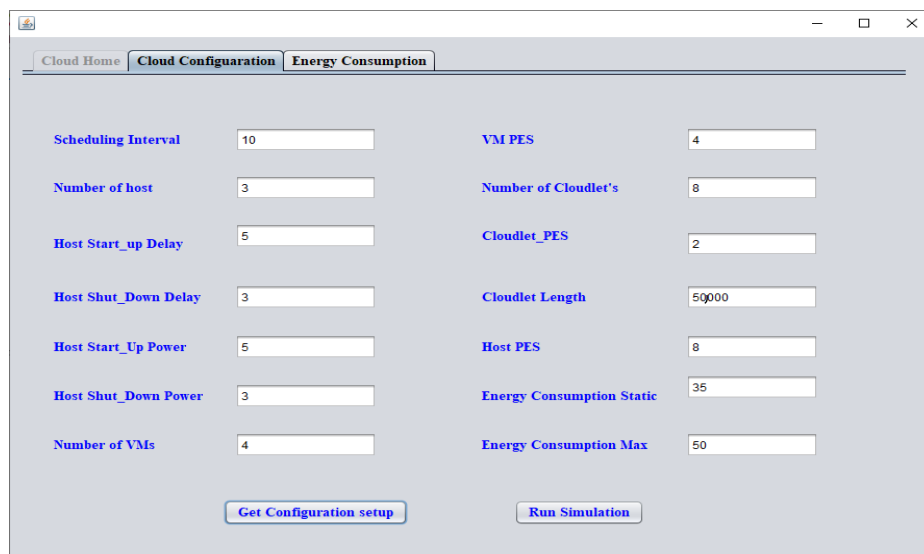 Cloud Home Cloud Configuaration Energy Consumption
Scheduling Interval 10 VM PES 4
Number of host 3 Number of Cloudlet's 8
Host Start_up Delay 5 Cloudlet_PES 2
Host Shut_Down Delay 3 Cloudlet Length 50000
Host Start_Up Power 5 Host PES 8
Host Shut_Down Power 3 Energy Consumption Static 35
Number of VMs 4 Energy Consumption Max 50
Get Configuration setup Run Simulation